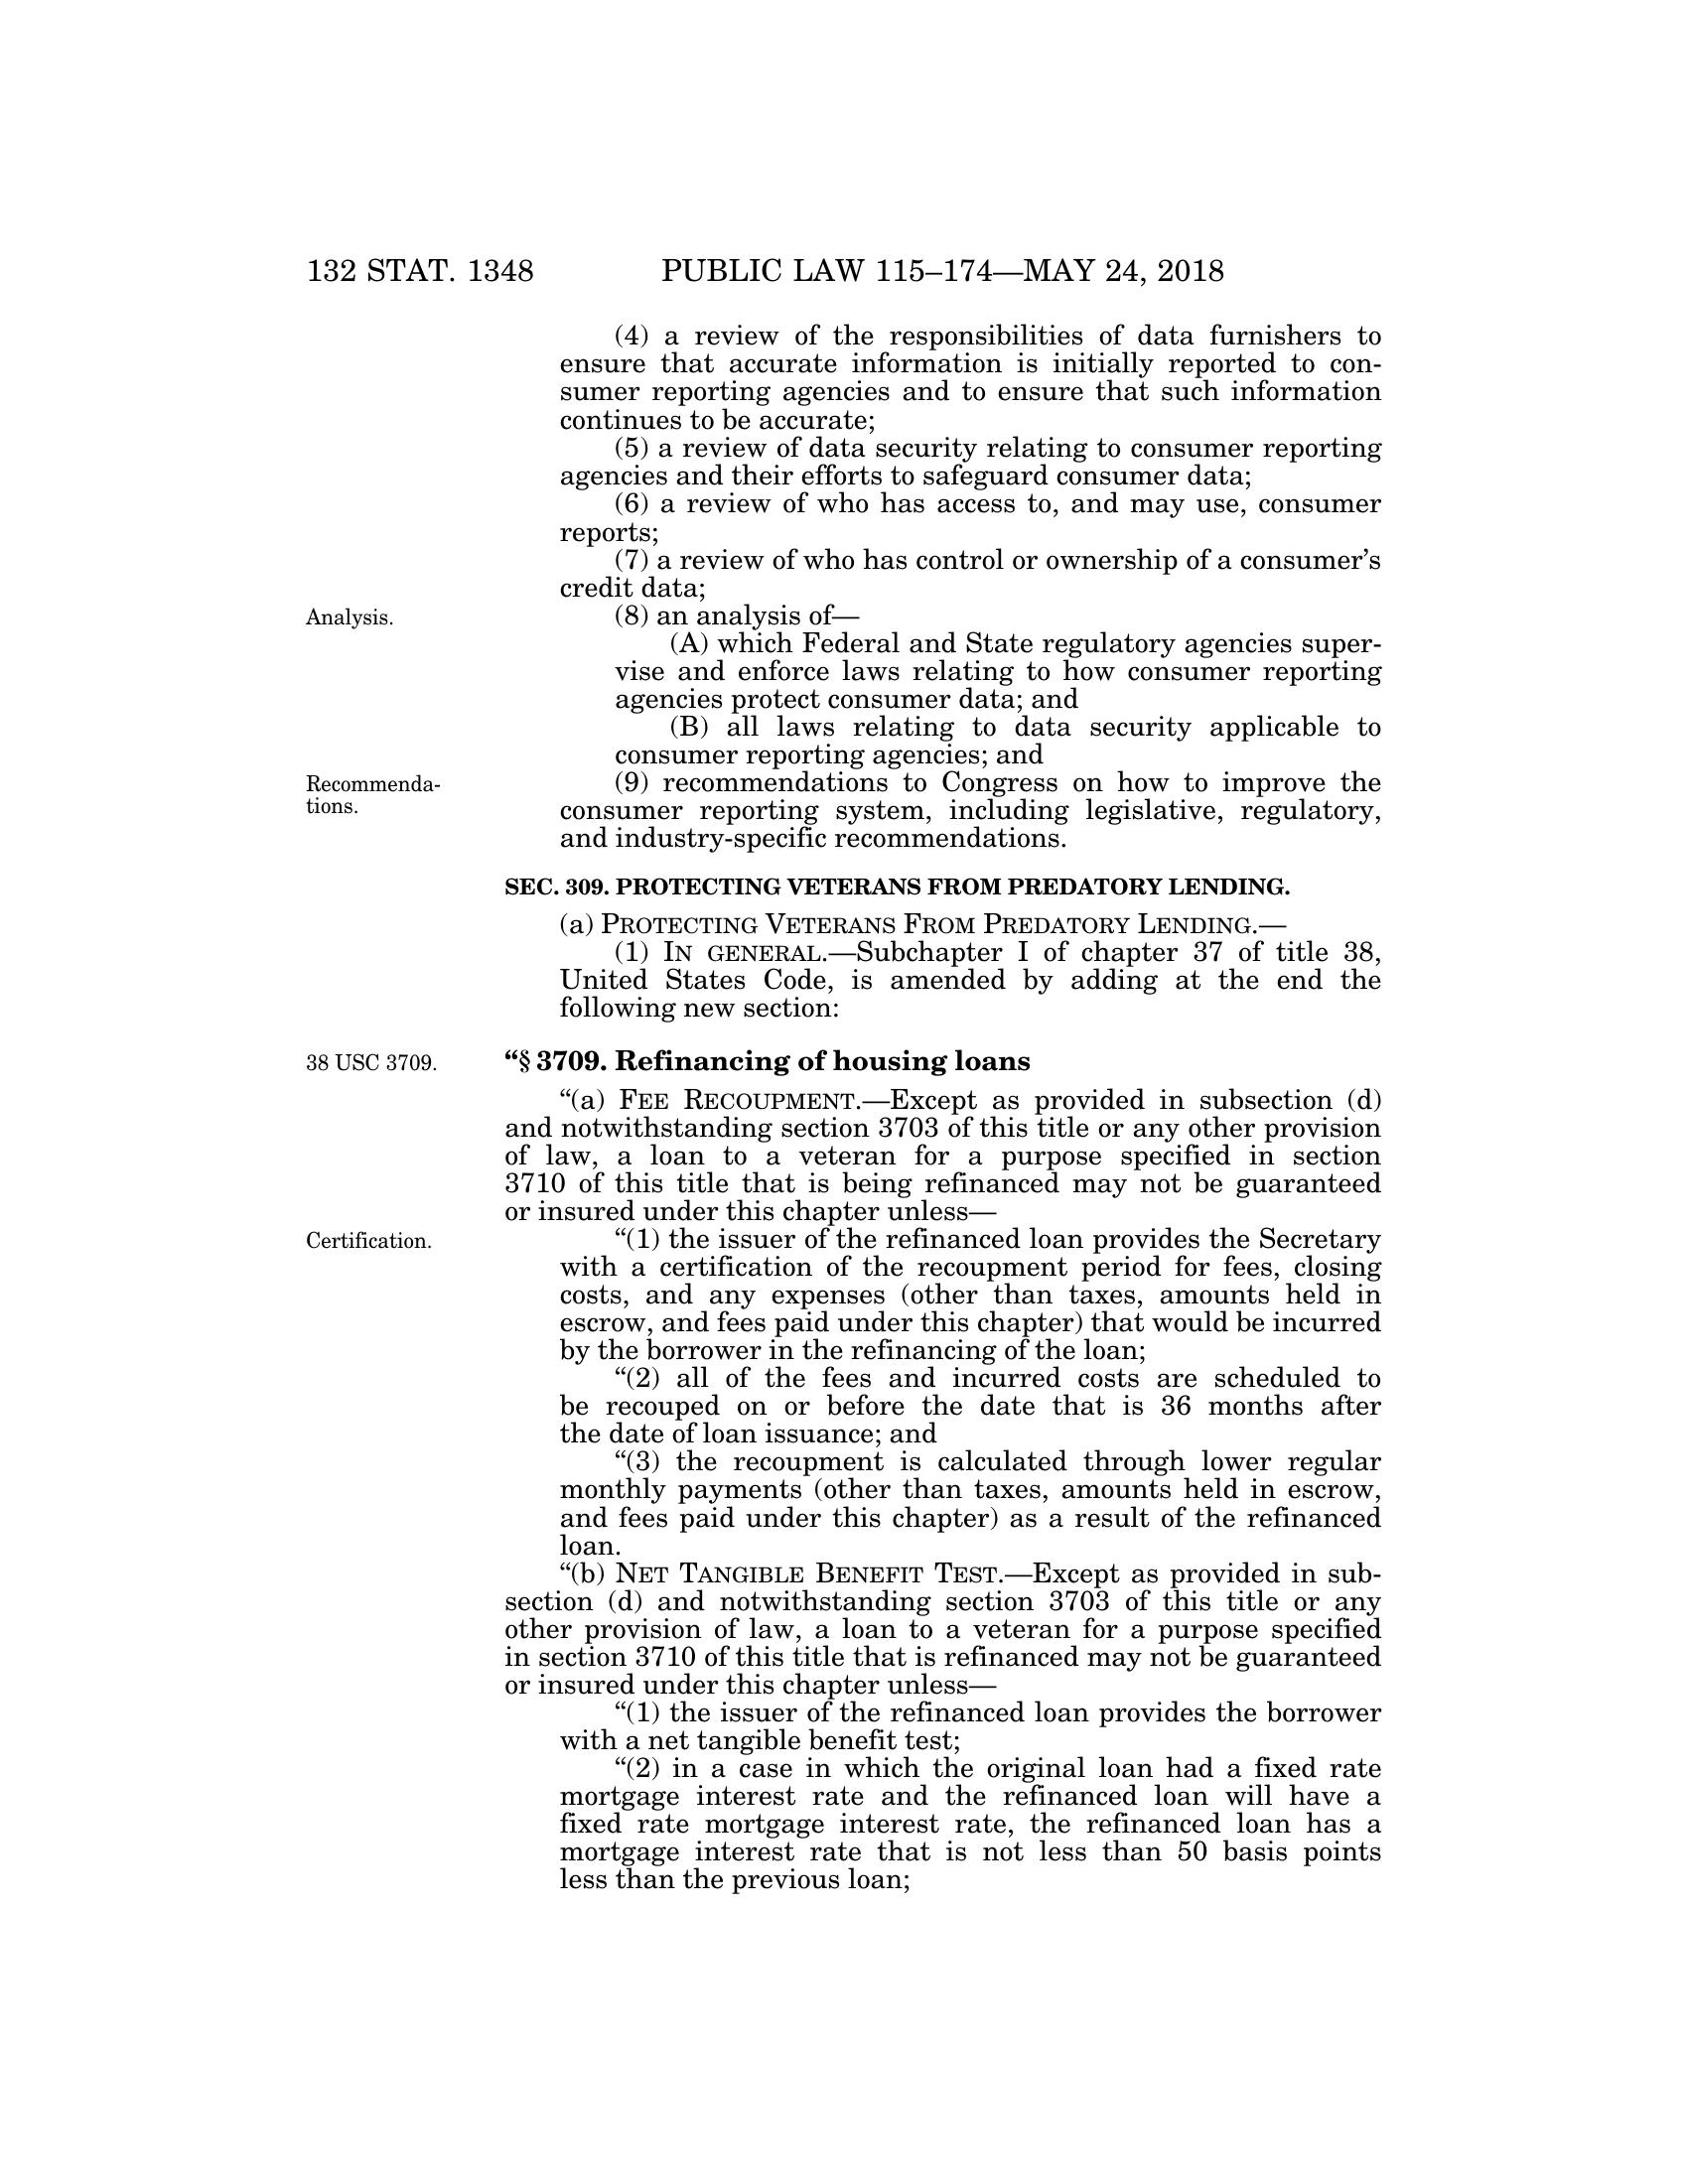 132 STAT. 1348 PUBLIC LAW 115–174—MAY 24, 2018
(4) a review of the responsibilities of data furnishers to
ensure that accurate information is initially reported to con-
sumer reporting agencies and to ensure that such information
continues to be accurate;
(5) a review of data security relating to consumer reporting
agencies and their efforts to safeguard consumer data;
(6) a review of who has access to, and may use, consumer
reports;
(7) a review of who has control or ownership of a consumer’s
credit data;
Analysis.
(8) an analysis of—
(A) which Federal and State regulatory agencies super-
vise and enforce laws relating to how consumer reporting
agencies protect consumer data; and
(B) all laws relating to data security applicable to
consumer reporting agencies; and
Recommenda-
tions.
(9) recommendations to Congress on how to improve the
consumer reporting system, including legislative, regulatory,
and industry-specific recommendations.
SEC. 309. PROTECTING VETERANS FROM PREDATORY LENDING.
(a) PROTECTING VETERANS FROM PREDATORY LENDING.—
(1) IN GENERAL.—Subchapter I of chapter 37 of title 38,
United States Code, is amended by adding at the end the
following new section:
38 USC 3709.
“§ 3709. Refinancing of housing loans
“(a) FEE RECOUPMENT.—Except as provided in subsection (d)
and notwithstanding section 3703 of this title or any other provision
of law, a loan to a veteran for a purpose specified in section
3710 of this title that is being refinanced may not be guaranteed
or insured under this chapter unless—
Certification.
“(1) the issuer of the refinanced loan provides the Secretary
with a certification of the recoupment period for fees, closing
costs, and any expenses (other than taxes, amounts held in
escrow, and fees paid under this chapter) that would be incurred
by the borrower in the refinancing of the loan;
“(2) all of the fees and incurred costs are scheduled to
be recouped on or before the date that is 36 months after
the date of loan issuance; and
“(3) the recoupment is calculated through lower regular
monthly payments (other than taxes, amounts held in escrow,
and fees paid under this chapter) as a result of the refinanced
loan.
“(b) NET TANGIBLE BENEFIT TEST.—Except as provided in sub-
section (d) and notwithstanding section 3703 of this title or any
other provision of law, a loan to a veteran for a purpose specified
in section 3710 of this title that is refinanced may not be guaranteed
or insured under this chapter unless—
“(1) the issuer of the refinanced loan provides the borrower
with a net tangible benefit test;
“(2) in a case in which the original loan had a fixed rate
mortgage interest rate and the refinanced loan will have a
fixed rate mortgage interest rate, the refinanced loan has a
mortgage interest rate that is not less than 50 basis points
less than the previous loan;